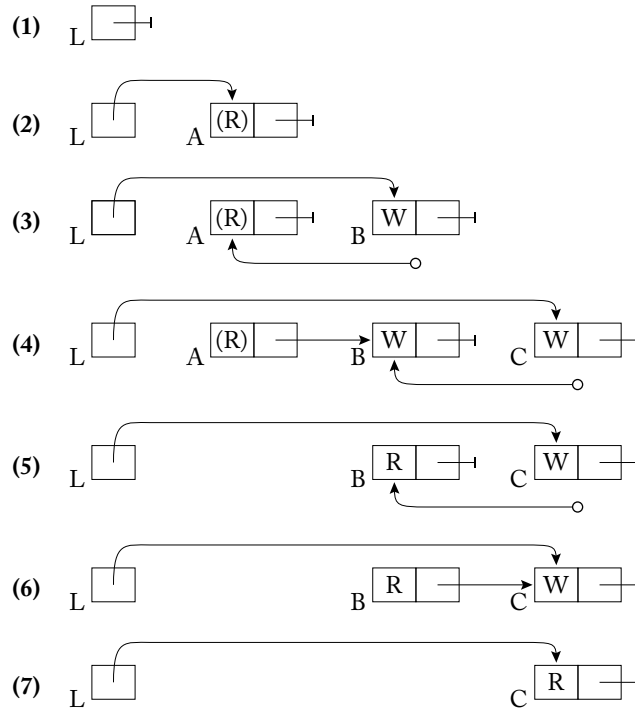 (1) L
(2) L A (R)
(3) L A (R) B W
(4) L A (R) B W C W
(5) L B R C W
(6) L B R C W
(7) L C R